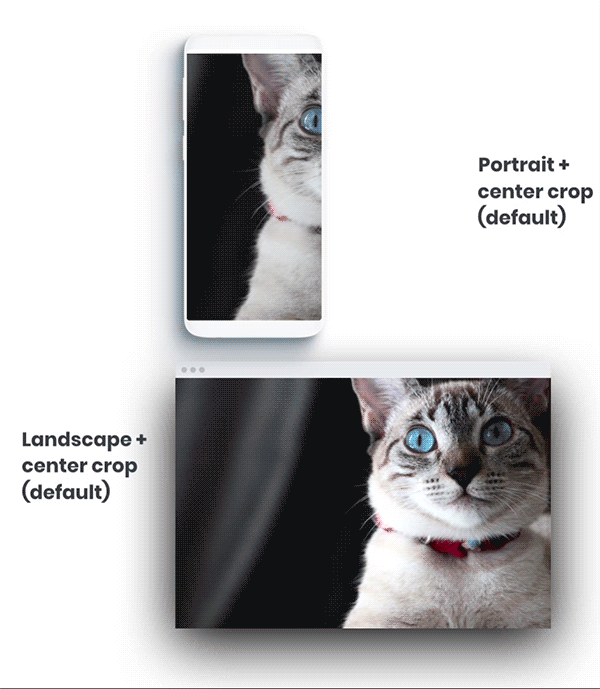 Portrait +
center crop
(default)
Landscape +
center crop
(default)